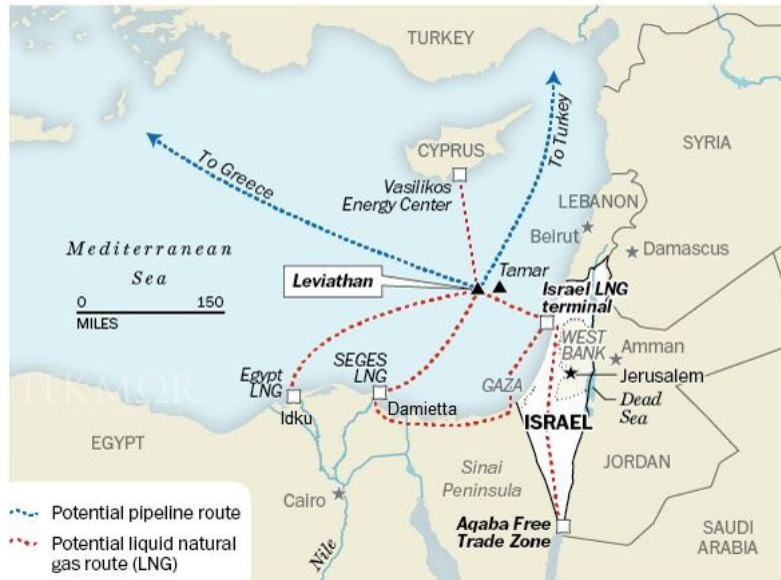 TURKEY
To Greece
To Turkey
CYPRUS
SYRIA
Vasilikos
Energy Center
LEBANON
Beirut
Mediterranean
Sea
Damascus
Leviathan
Tamar
Israel LNG
terminal
0 150
MILES
WEST
BANK
Amman
SEGES
LNG
Egypt
LNG
GAZA
Jerusalem
TEKMOR
Idku
Damietta
Dead
Sea
ISRAEL
EGYPT
JORDAN
Sinai
Peninsula
Cairo
Potential pipeline route
Nile
Aqaba Free
Trade Zone
SAUDI
ARABIA
Potential liquid natural
gas route (LNG)